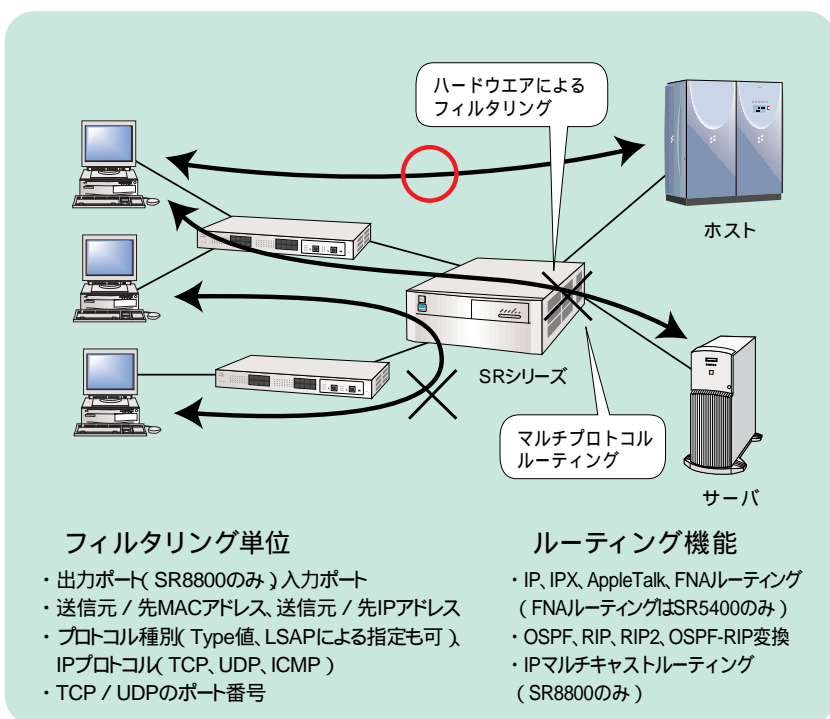 ハードウエアによる
フィルタリング
ホスト
SRシリーズ
マルチプロトコル
ルーティング
サーバ
フィルタリング単位
・出力ポート(SR8800のみ)、入力ポート
・送信元 / 先MACアドレス、送信元 / 先IPアドレス
・プロトコル種別(Type値、LSAPによる指定も可)、
IPプロトコル(TCP、UDP、ICMP)
・TCP / UDPのポート番号
ルーティング機能
・IP、IPX、AppleTalk、FNAルーティング
(FNAルーティングはSR5400のみ)
・OSPF、RIP、RIP2、OSPF-RIP変換
・IPマルチキャストルーティング
(SR8800のみ)